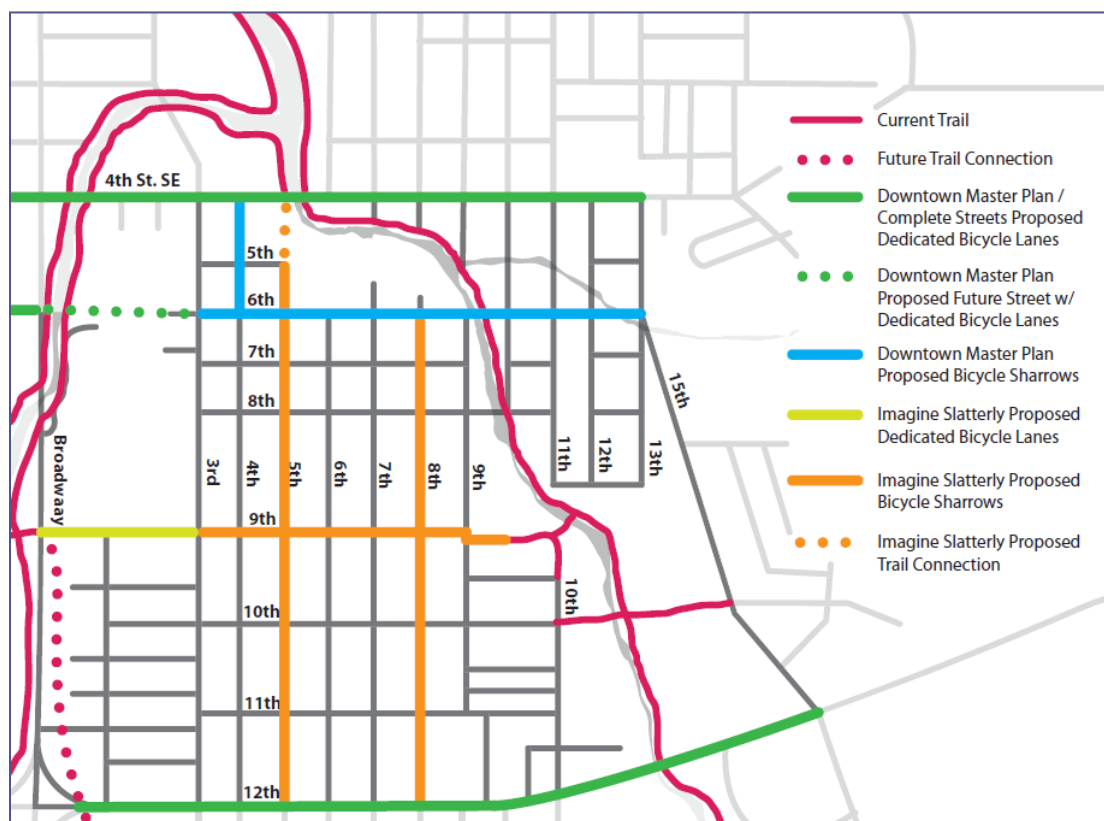 4th St. SE
5th
6th
7th
8th
Broadwaay
3rd
4th
5th
6th
7th
8th
9th
11th
12th
13th
15th
9th
10th
10th
11th
12th
Current Trail
Future Trail Connection
Downtown Master Plan /
Complete Streets Proposed
Dedicated Bicycle Lanes
Downtown Master Plan
Proposed Future Street w/
Dedicated Bicycle Lanes
Downtown Master Plan
Proposed Bicycle Sharrows
Imagine Slatterly Proposed
Dedicated Bicycle Lanes
Imagine Slatterly Proposed
Bicycle Sharrows
Imagine Slatterly Proposed
Trail Connection